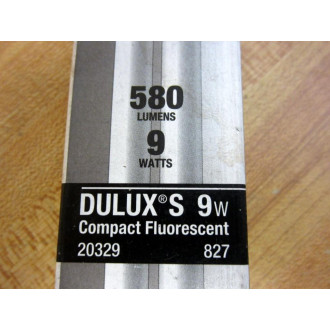 580
LUMENS
9
WATTS
DULUX® S 9W
Compact Fluorescent
20329 827